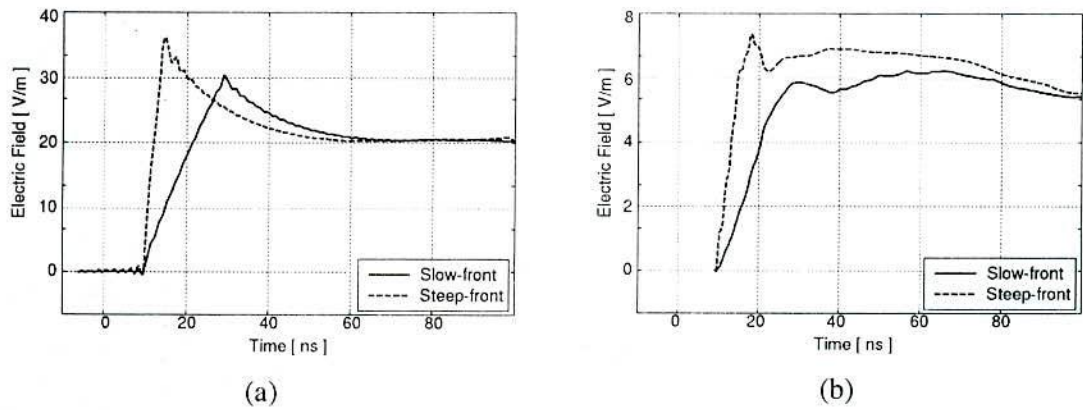 40
30
20
10
0
Electric Field [ V/m ]
0
20
40
60
80
Time [ ns ]
Slow-front
Steep-front
(a)
8
6
4
2
0
Electric Field [ V/m ]
0
20
40
60
80
Time [ ns ]
Slow-front
Steep-front
(b)